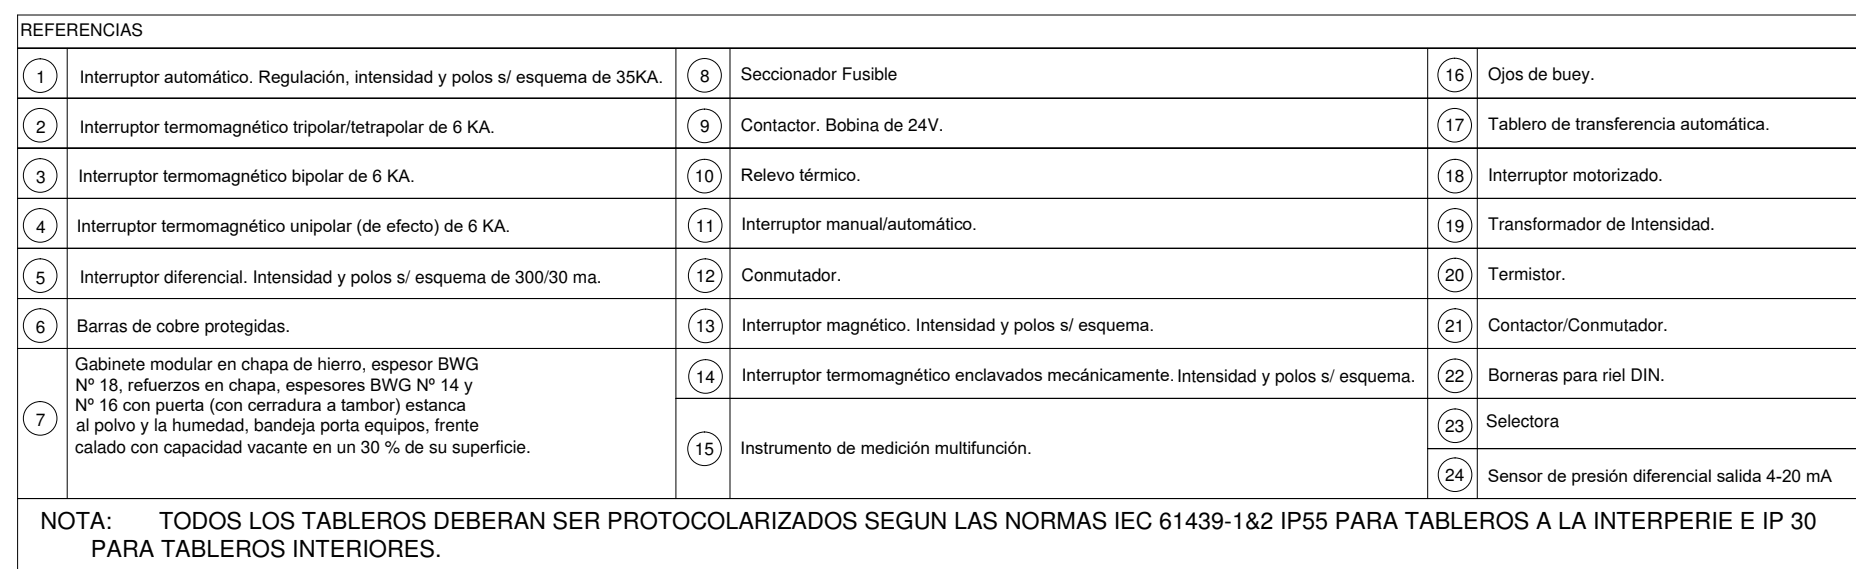 REFERENCIAS
1 Interruptor automático. Regulación, intensidad y polos s/ esquema de 35KA.
2 Interruptor termomagnético tripolar/tetrapolar de 6 KA.
3 Interruptor termomagnético bipolar de 6 KA.
4 Interruptor termomagnético unipolar (de efecto) de 6 KA.
5 Interruptor diferencial. Intensidad y polos s/ esquema de 300/30 ma.
6 Barras de cobre protegidas.
7 Gabinete modular en chapa de hierro, espesor BWG
Nº 18, refuerzos en chapa, espesores BWG Nº 14 y
Nº 16 con puerta (con cerradura a tambor) estanca
al polvo y la humedad, bandeja porta equipos, frente
calado con capacidad vacante en un 30 % de su superficie.
8 Seccionador Fusible
9 Contactor. Bobina de 24V.
10 Relevo térmico.
11 Interruptor manual/automático.
12 Conmutador.
13 Interruptor magnético. Intensidad y polos s/ esquema.
14 Interruptor termomagnético enclavados mecánicamente. Intensidad y polos s/ esquema.
15 Instrumento de medición multifunción.
16 Ojos de buey.
17 Tablero de transferencia automática.
18 Interruptor motorizado.
19 Transformador de Intensidad.
20 Termistor.
21 Contactor/Conmutador.
22 Borneras para riel DIN.
23 Selectora
24 Sensor de presión diferencial salida 4-20 mA
NOTA: TODOS LOS TABLEROS DEBERAN SER PROTOCOLARIZADOS SEGUN LAS NORMAS IEC 61439-1&2 IP55 PARA TABLEROS A LA INTERPERIE E IP 30
PARA TABLEROS INTERIORES.